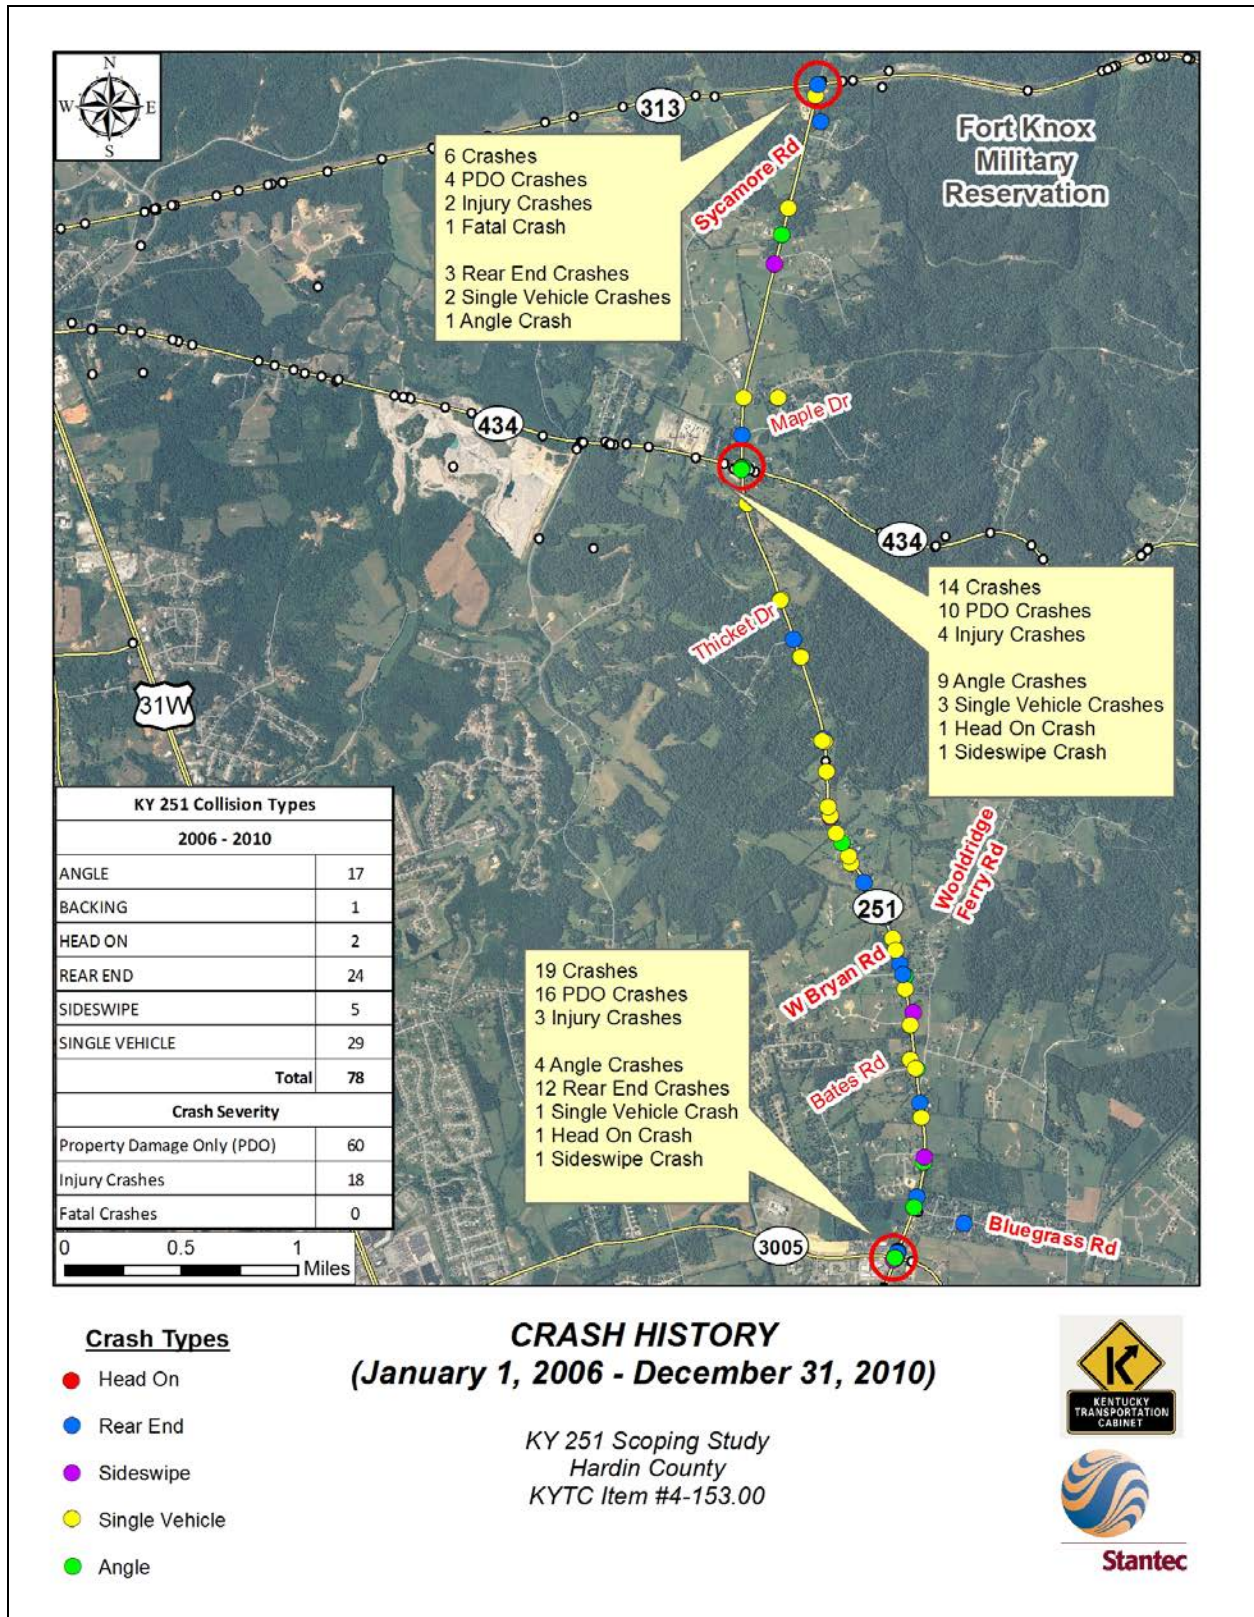 N
W E
S
313
Fort Knox
Military
Reservation
Sycamore Rd
6 Crashes
4 PDO Crashes
2 Injury Crashes
1 Fatal Crash
3 Rear End Crashes
2 Single Vehicle Crashes
1 Angle Crash
Maple Dr
434
434
14 Crashes
10 PDO Crashes
4 Injury Crashes
9 Angle Crashes
3 Single Vehicle Crashes
1 Head On Crash
1 Sideswipe Crash
Thicket Dr
31W
KY 251 Collision Types
2006 - 2010
ANGLE 17
BACKING 1
HEAD ON 2
REAR END 24
SIDESWIPE 5
SINGLE VEHICLE 29
Total 78
Crash Severity
Property Damage Only (PDO) 60
Injury Crashes 18
Fatal Crashes 0
0 0.5 1
Miles
Wooldridge
Ferry Rd
251
W Bryan Rd
19 Crashes
16 PDO Crashes
3 Injury Crashes
4 Angle Crashes
12 Rear End Crashes
1 Single Vehicle Crash
1 Head On Crash
1 Sideswipe Crash
Bates Rd
Bluegrass Rd
3005
Crash Types
Head On
Rear End
Sideswipe
Single Vehicle
Angle
CRASH HISTORY
(January 1, 2006 - December 31, 2010)
KY 251 Scoping Study
Hardin County
KYTC Item #4-153.00
K
KENTUCKY
TRANSPORTATION
CABINET
Stantec